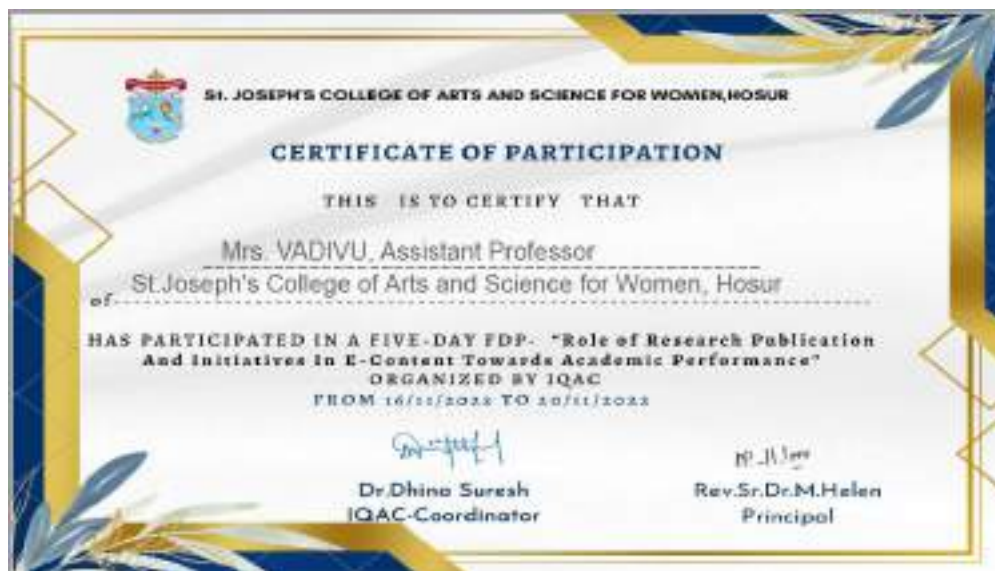 St. JOSEPH'S COLLEGE OF ARTS AND SCIENCE FOR WOMEN,HOSUR
CERTIFICATE OF PARTICIPATION
THIS IS TO CERTIFY THAT
Mrs. VADIVU, Assistant Professor
of St.Joseph's College of Arts and Science for Women, Hosur
HAS PARTICIPATED IN A FIVE-DAY FDP- "Role of Research Publication
And Initiatives In E-Content Towards Academic Performance"
ORGANIZED BY IQAC
FROM 16/11/2022 TO 20/11/2022
Dr.Dhina Suresh
IQAC-Coordinator
Rev.Sr.Dr.M.Helen
Principal